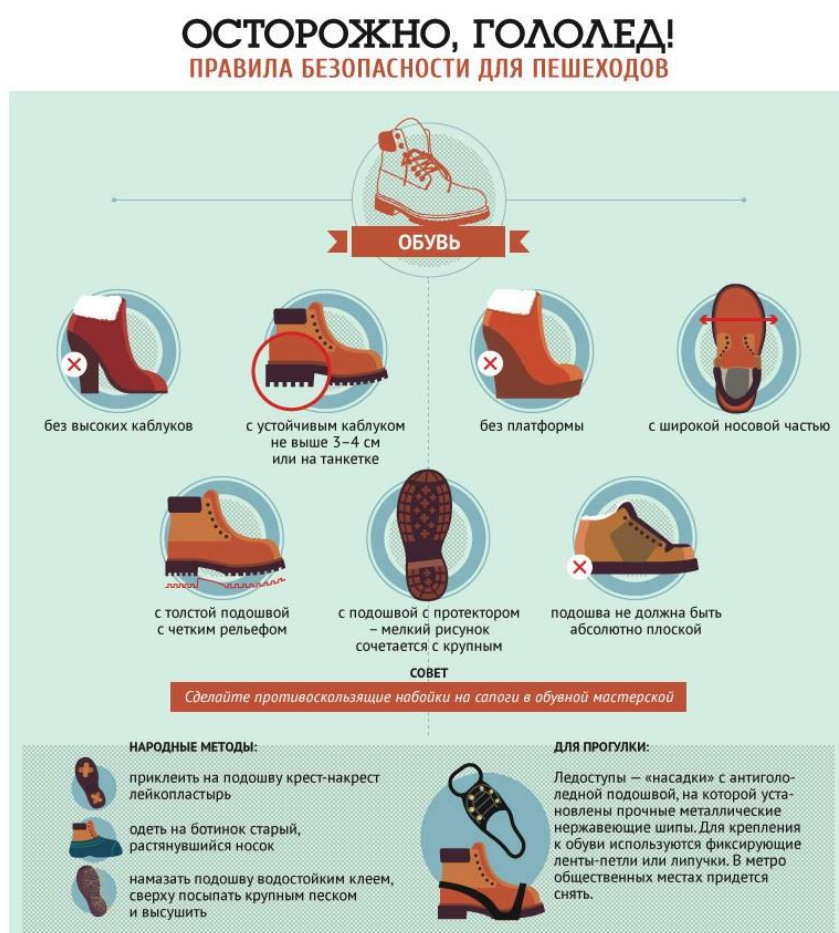 ОСТОРОЖНО, ГОЛОЛЕД!
ПРАВИЛА БЕЗОПАСНОСТИ ДЛЯ ПЕШЕХОДОВ
ОБУВЬ
без высоких каблуков
с устойчивым каблуком
не выше 3–4 см
или на танкетке
без платформы
с широкой носовой частью
с толстой подошвой
с четким рельефом
с подошвой с протектором
– мелкий рисунок
сочетается с крупным
подошва не должна быть
абсолютно плоской
СОВЕТ
Сделайте противоскользящие набойки на сапоги в обувной мастерской
НАРОДНЫЕ МЕТОДЫ:
приклеить на подошву крест-накрест
лейкопластырь
одеть на ботинок старый,
растянувшийся носок
намазать подошву водостойким клеем,
сверху посыпать крупным песком
и высушить
ДЛЯ ПРОГУЛКИ:
Ледоступы — «насадки» с антиголо-
ледной подошвой, на которой уста-
новлены прочные металлические
нержавеющие шипы. Для крепления
к обуви используются фиксирующие
ленты-петли или липучки. В метро
общественных местах придется
снять.